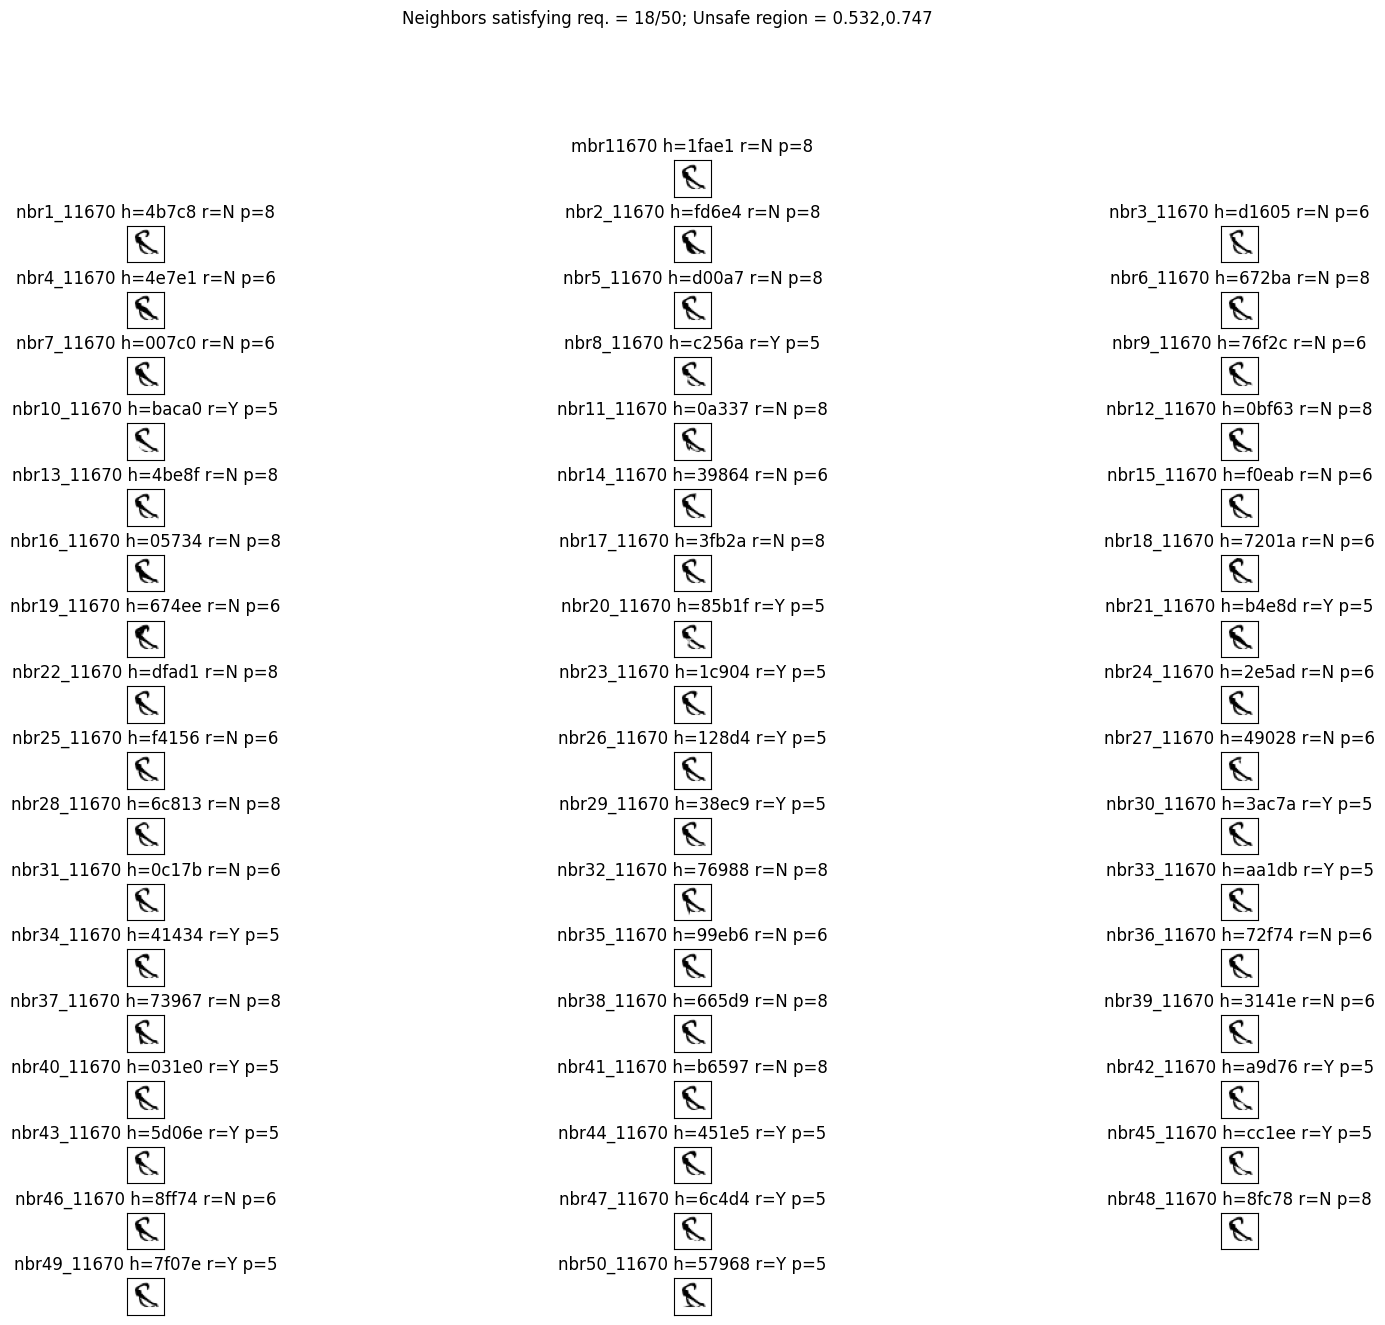 Neighbors satisfying req. = 18/50; Unsafe region = 0.532,0.747
mbr11670 h=1fae1 r=N p=8
nbr1_11670 h=4b7c8 r=N p=8
nbr2_11670 h=fd6e4 r=N p=8
nbr3_11670 h=d1605 r=N p=6
nbr4_11670 h=4e7e1 r=N p=6
nbr5_11670 h=d00a7 r=N p=8
nbr6_11670 h=672ba r=N p=8
nbr7_11670 h=007c0 r=N p=6
nbr8_11670 h=c256a r=Y p=5
nbr9_11670 h=76f2c r=N p=6
nbr10_11670 h=baca0 r=Y p=5
nbr11_11670 h=0a337 r=N p=8
nbr12_11670 h=0bf63 r=N p=8
nbr13_11670 h=4be8f r=N p=8
nbr14_11670 h=39864 r=N p=6
nbr15_11670 h=f0eab r=N p=6
nbr16_11670 h=05734 r=N p=8
nbr17_11670 h=3fb2a r=N p=8
nbr18_11670 h=7201a r=N p=6
nbr19_11670 h=674ee r=N p=6
nbr20_11670 h=85b1f r=Y p=5
nbr21_11670 h=b4e8d r=Y p=5
nbr22_11670 h=dfad1 r=N p=8
nbr23_11670 h=1c904 r=Y p=5
nbr24_11670 h=2e5ad r=N p=6
nbr25_11670 h=f4156 r=N p=6
nbr26_11670 h=128d4 r=Y p=5
nbr27_11670 h=49028 r=N p=6
nbr28_11670 h=6c813 r=N p=8
nbr29_11670 h=38ec9 r=Y p=5
nbr30_11670 h=3ac7a r=Y p=5
nbr31_11670 h=0c17b r=N p=6
nbr32_11670 h=76988 r=N p=8
nbr33_11670 h=aa1db r=Y p=5
nbr34_11670 h=41434 r=Y p=5
nbr35_11670 h=99eb6 r=N p=6
nbr36_11670 h=72f74 r=N p=6
nbr37_11670 h=73967 r=N p=8
nbr38_11670 h=665d9 r=N p=8
nbr39_11670 h=3141e r=N p=6
nbr40_11670 h=031e0 r=Y p=5
nbr41_11670 h=b6597 r=N p=8
nbr42_11670 h=a9d76 r=Y p=5
nbr43_11670 h=5d06e r=Y p=5
nbr44_11670 h=451e5 r=Y p=5
nbr45_11670 h=cc1ee r=Y p=5
nbr46_11670 h=8ff74 r=N p=6
nbr47_11670 h=6c4d4 r=Y p=5
nbr48_11670 h=8fc78 r=N p=8
nbr49_11670 h=7f07e r=Y p=5
nbr50_11670 h=57968 r=Y p=5